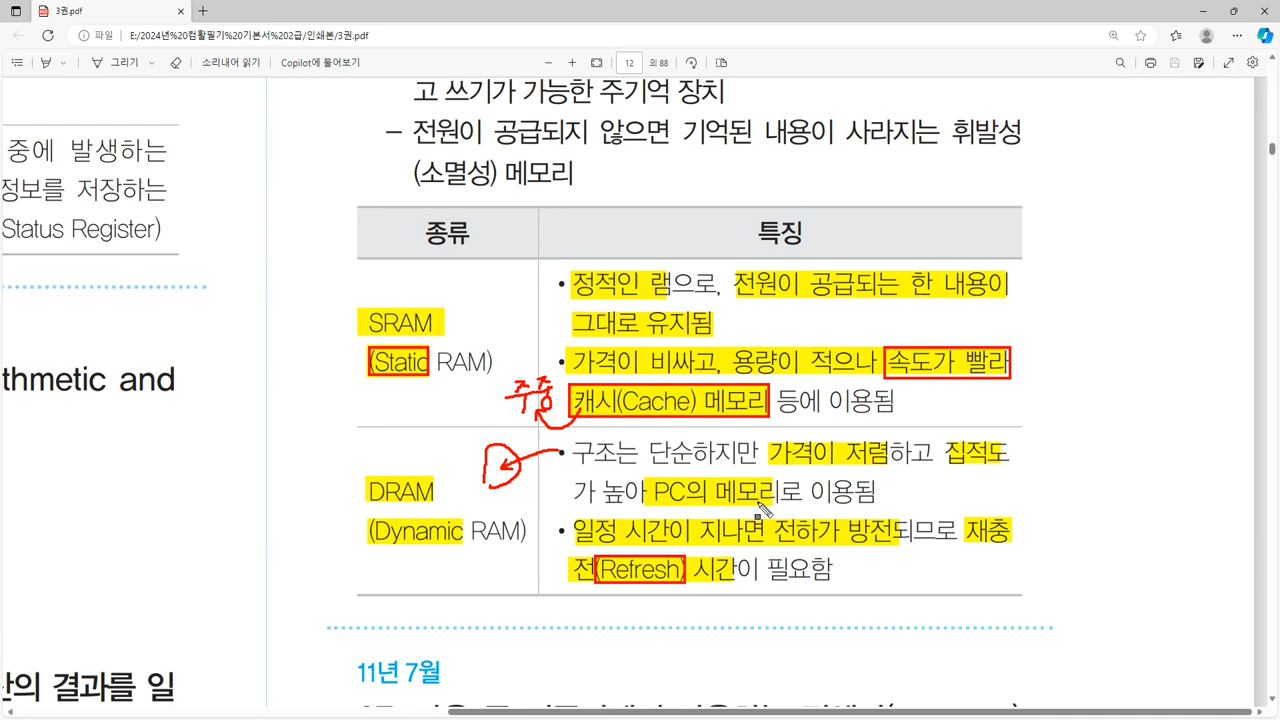 3권.pdf
파일
E:/2024년%20컴활필기%20기본서%202급/인쇄본/3권.pdf
그리기
소리내어 읽기
Copilot에 물어보기
12
의 88
중에 발생하는
정보를 저장하는
Status Register)
thmetic and
의 결과를 일
고 쓰기가 가능한 주기억 장치
– 전원이 공급되지 않으면 기억된 내용이 사라지는 휘발성
(소멸성) 메모리
종류
특징
SRAM
(Static RAM)
• 정적인 램으로, 전원이 공급되는 한 내용이
그대로 유지됨
• 가격이 비싸고, 용량이 적으나 속도가 빨라
캐시(Cache) 메모리 등에 이용됨
DRAM
(Dynamic RAM)
• 구조는 단순하지만 가격이 저렴하고 집적도
가 높아 PC의 메모리로 이용됨
• 일정 시간이 지나면 전하가 방전되므로 재충
전(Refresh) 시간이 필요함
11년 7월